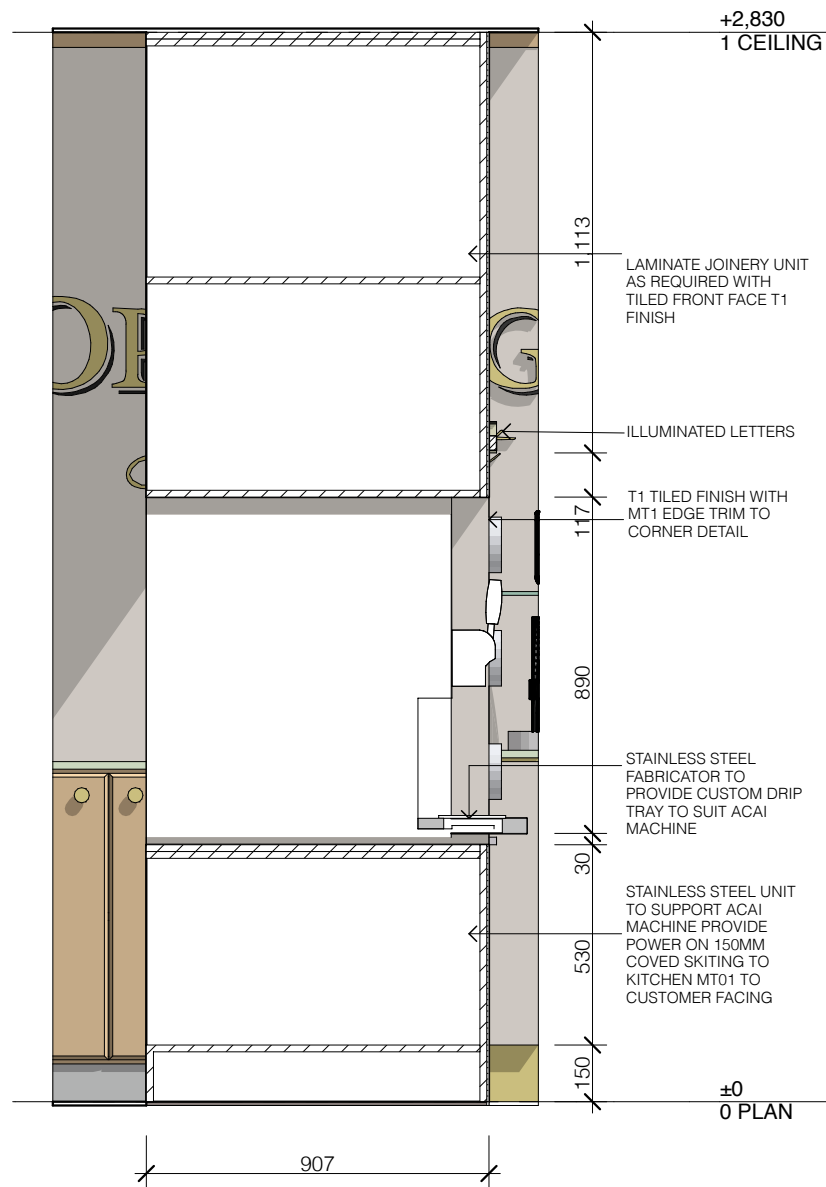 +2,830
1 CEILING
1,113
LAMINATE JOINERY UNIT
AS REQUIRED WITH
TILED FRONT FACE T1
FINISH
OE
G
ILLUMINATED LETTERS
T1 TILED FINISH WITH
MT1 EDGE TRIM TO
CORNER DETAIL
117
890
STAINLESS STEEL
FABRICATOR TO
PROVIDE CUSTOM DRIP
TRAY TO SUIT ACAI
MACHINE
30
STAINLESS STEEL UNIT
TO SUPPORT ACAI
MACHINE PROVIDE
POWER ON 150MM
COVED SKITING TO
KITCHEN MT01 TO
CUSTOMER FACING
530
150
±0
0 PLAN
907